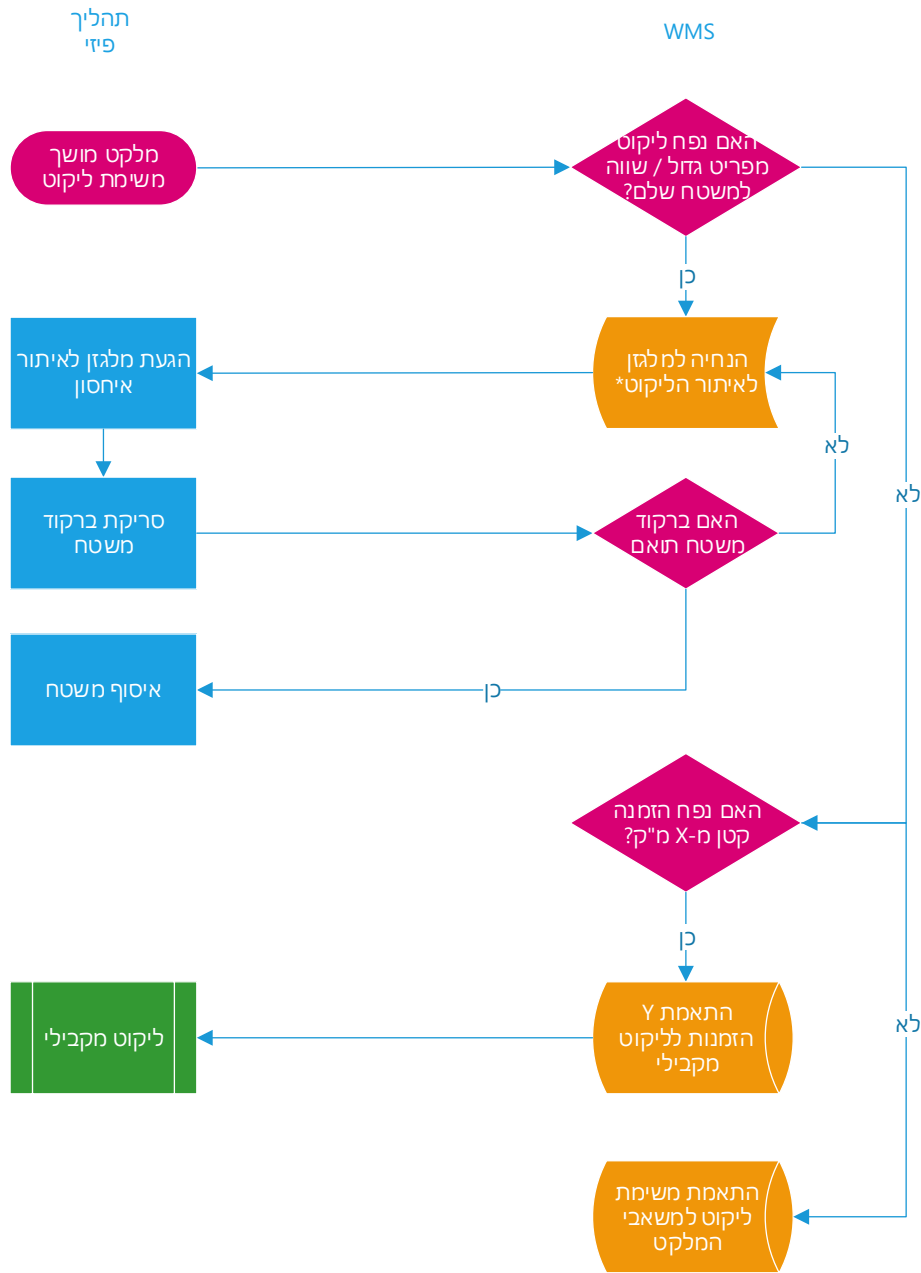 תהליך
פיזי
WMS
מלקט מושך
משימת ליקוט
האם נפח ליקוט
מפריט גדול / שווה
למשטח שלם?
כן
הגעת מלגזן לאיתור
איחסון
הנחיה למלגזן
לאיתור הליקוט*
לא
לא
סריקת ברקוד
משטח
האם ברקוד
משטח תואם
איסוף משטח
כן
האם נפח הזמנה
קטן מ-X מ"ק?
כן
ליקוט מקבילי
התאמת Y
הזמנות לליקוט
מקבילי
לא
התאמת משימת
ליקוט למשאבי
המלקט